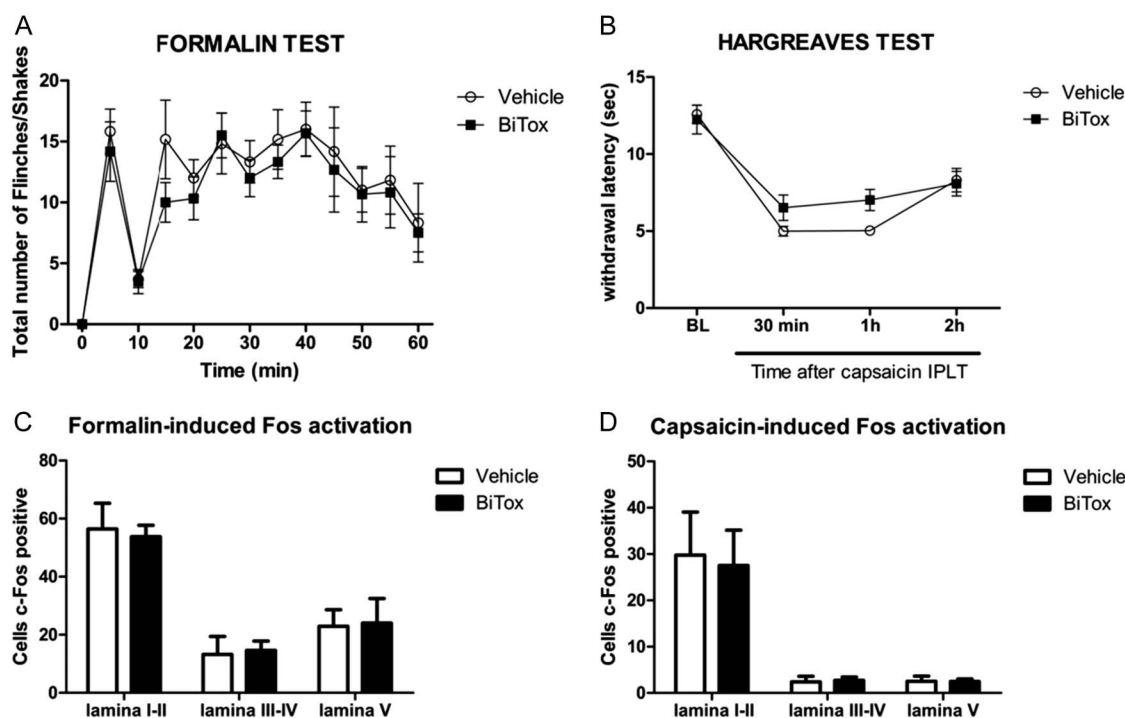 A
FORMALIN TEST
Total number of Flinches/Shakes
20
15
10
5
0
0
10
20
30
40
50
60
Time (min)
Vehicle
BiTox
B
HARGREAVES TEST
withdrawal latency (sec)
15
10
5
0
BL
30 min
1h
2h
Time after capsaicin IPLT
Vehicle
BiTox
C
Formalin-induced Fos activation
Cells c-Fos positive
80
60
40
20
0
lamina I-II
lamina III-IV
lamina V
Vehicle
BiTox
D
Capsaicin-induced Fos activation
Cells c-Fos positive
50
40
30
20
10
0
lamina I-II
lamina III-IV
lamina V
Vehicle
BiTox